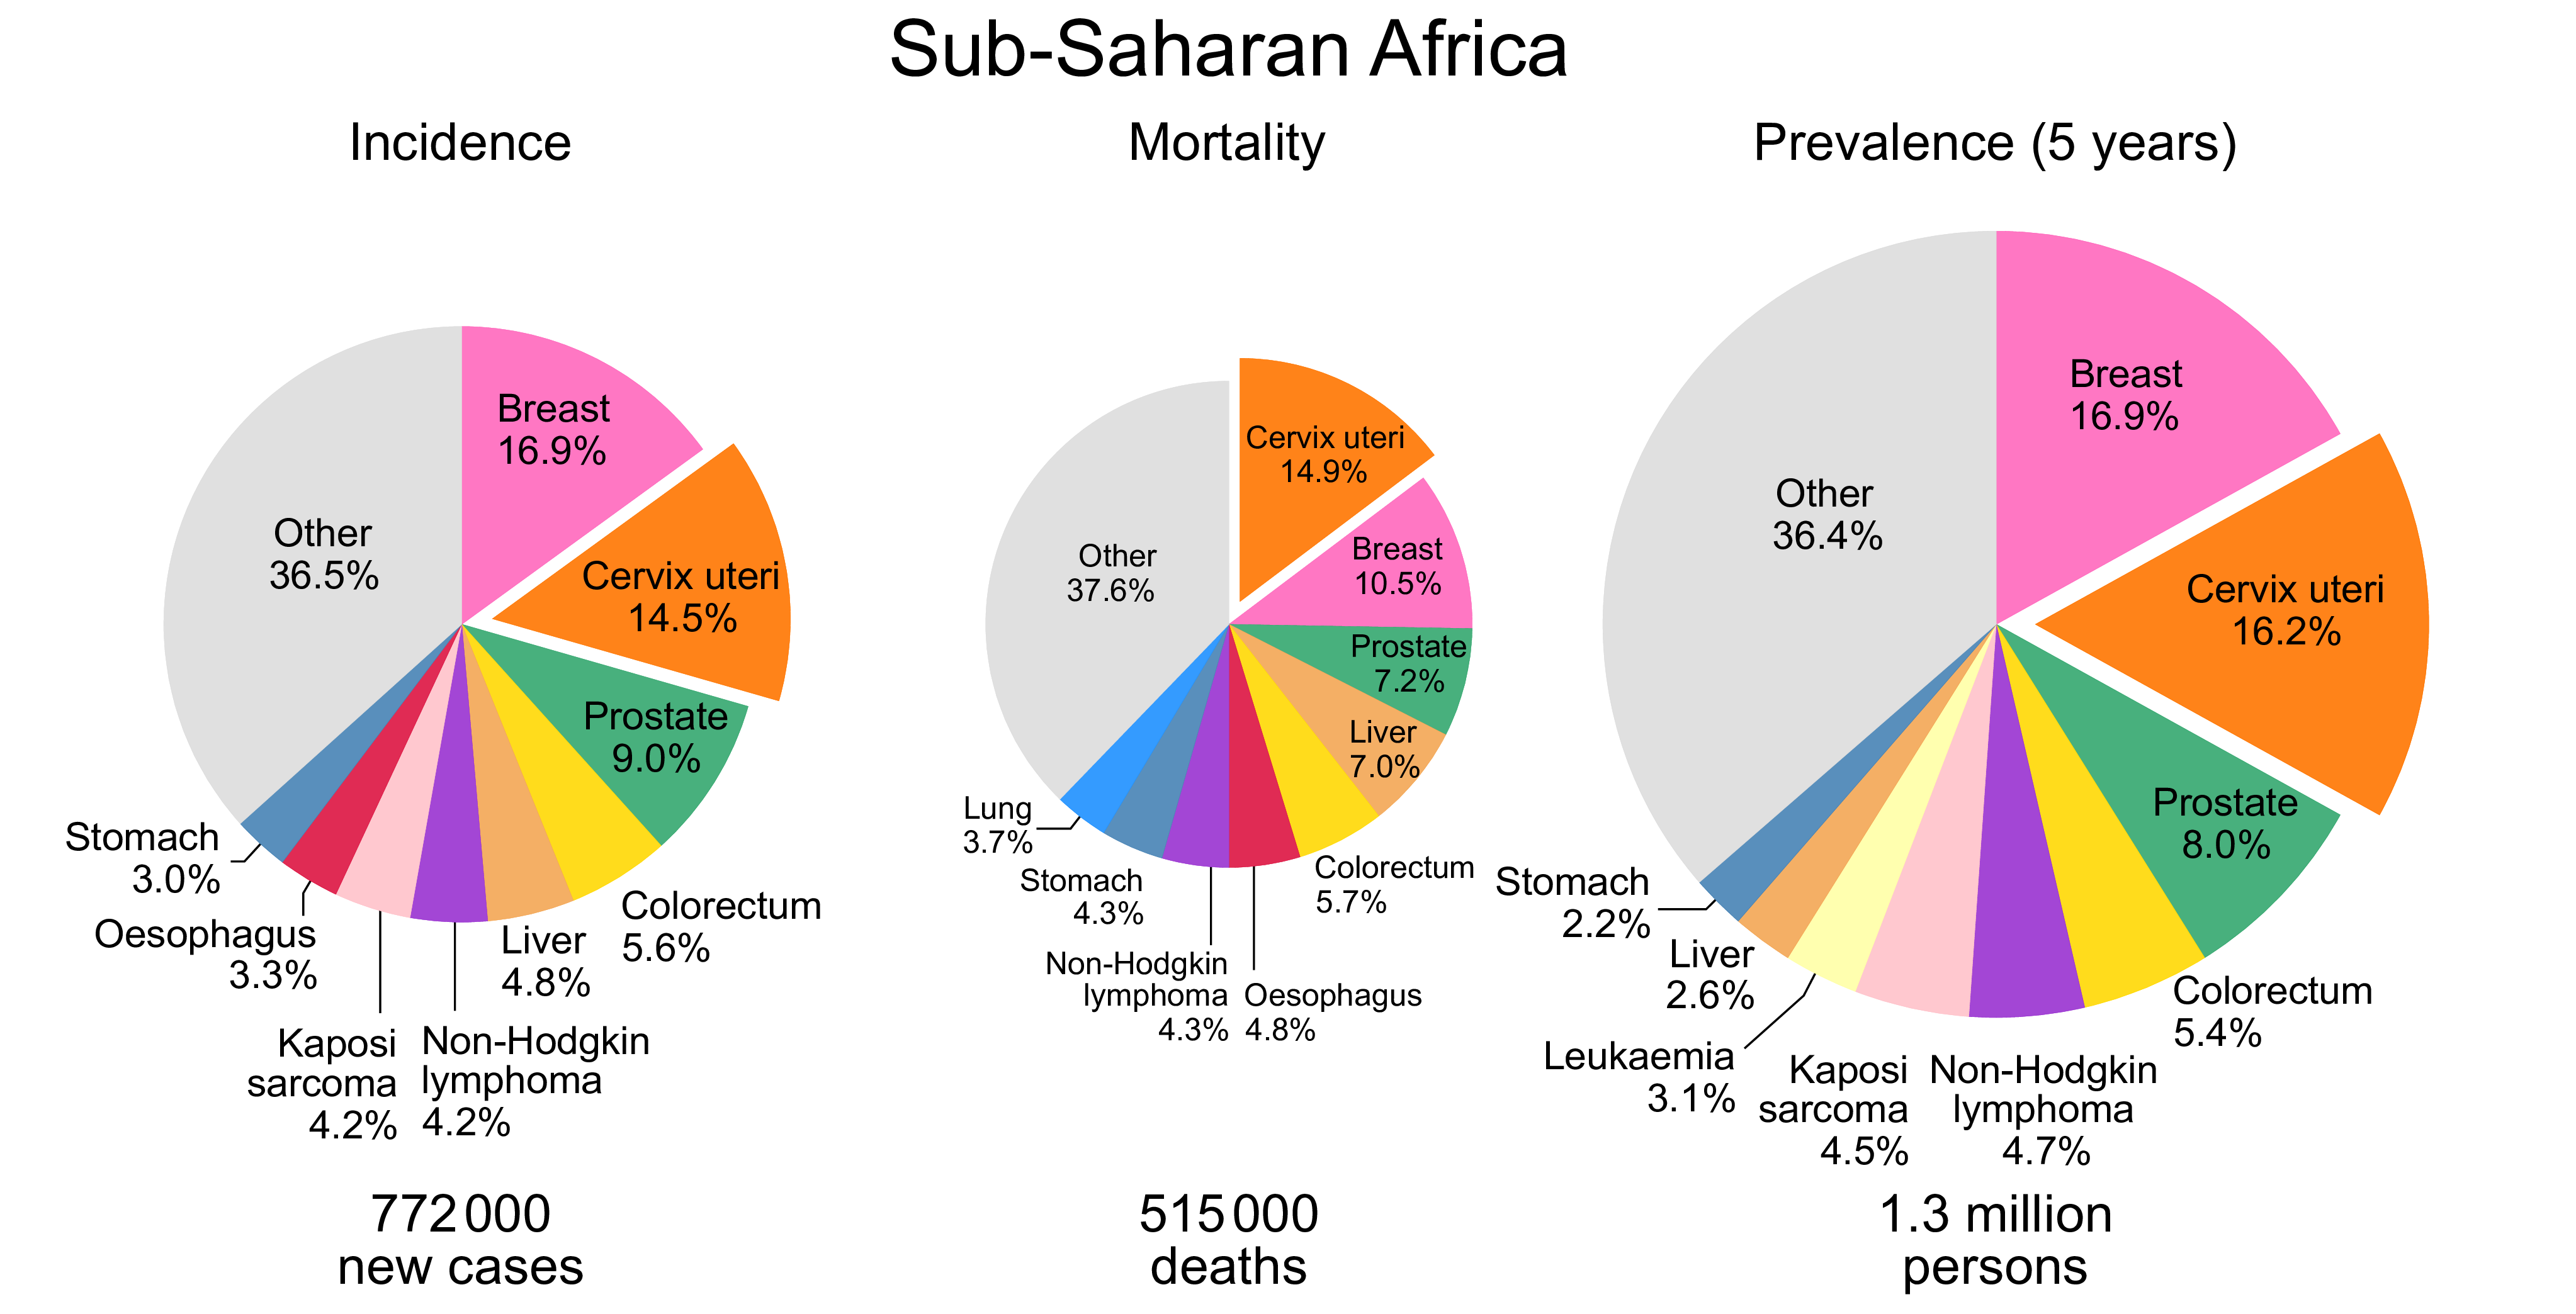 Sub-Saharan Africa
Incidence
Breast
16.9%
Cervix uteri
14.5%
Prostate
9.0%
Colorectum
5.6%
Liver
4.8%
Non-Hodgkin
lymphoma
4.2%
Kaposi
sarcoma
4.2%
Oesophagus
3.3%
Stomach
3.0%
Other
36.5%
772 000
new cases
Mortality
Cervix uteri
14.9%
Breast
10.5%
Prostate
7.2%
Liver
7.0%
Colorectum
5.7%
Oesophagus
4.8%
Non-Hodgkin
lymphoma
4.3%
Stomach
4.3%
Lung
3.7%
Other
37.6%
515 000
deaths
Prevalence (5 years)
Breast
16.9%
Cervix uteri
16.2%
Prostate
8.0%
Colorectum
5.4%
Non-Hodgkin
lymphoma
4.7%
Kaposi
sarcoma
4.5%
Leukaemia
3.1%
Liver
2.6%
Stomach
2.2%
Other
36.4%
1.3 million
persons